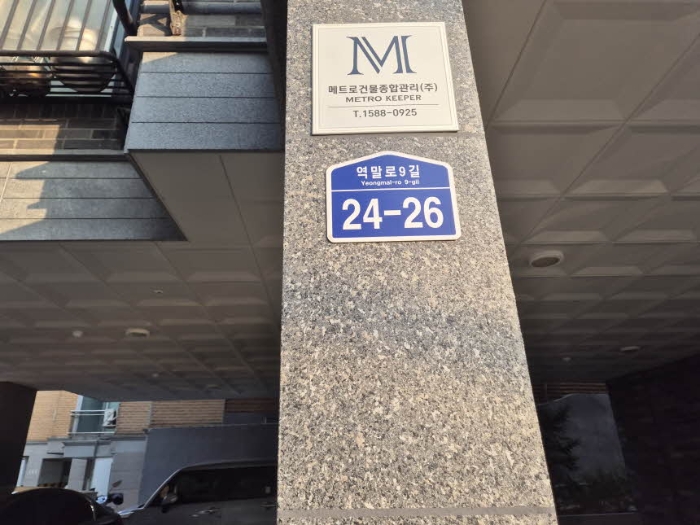 M
메트로건물종합관리(주)
METRO KEEPER
T.1588-0925
역말로9길
Yeongmal-ro 9-gil
24-26